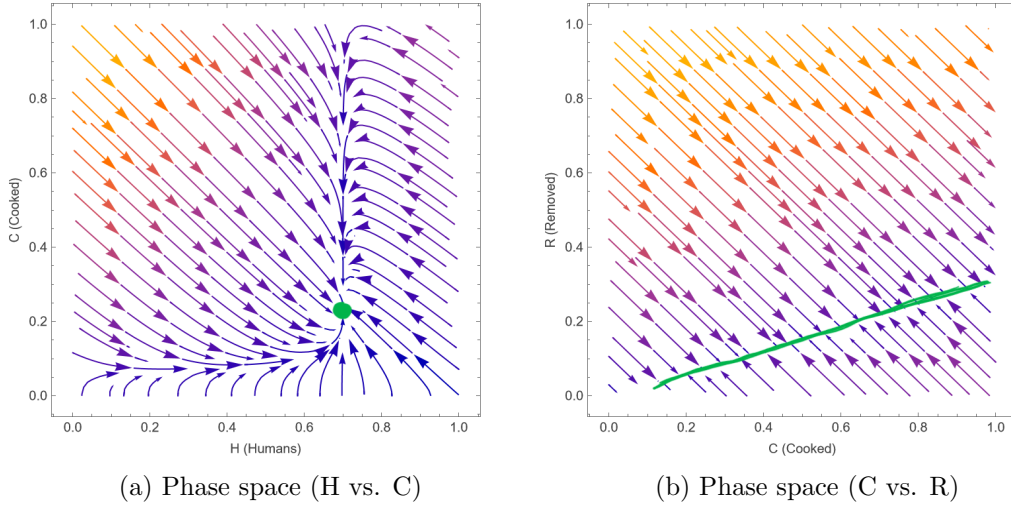 1.0
0.8
0.6
0.4
0.2
0.0
C (Cooked)
0.0 0.2 0.4 0.6 0.8 1.0
H (Humans)
(a) Phase space (H vs. C)
1.0
0.8
0.6
0.4
0.2
0.0
R (Removed)
0.0 0.2 0.4 0.6 0.8 1.0
C (Cooked)
(b) Phase space (C vs. R)